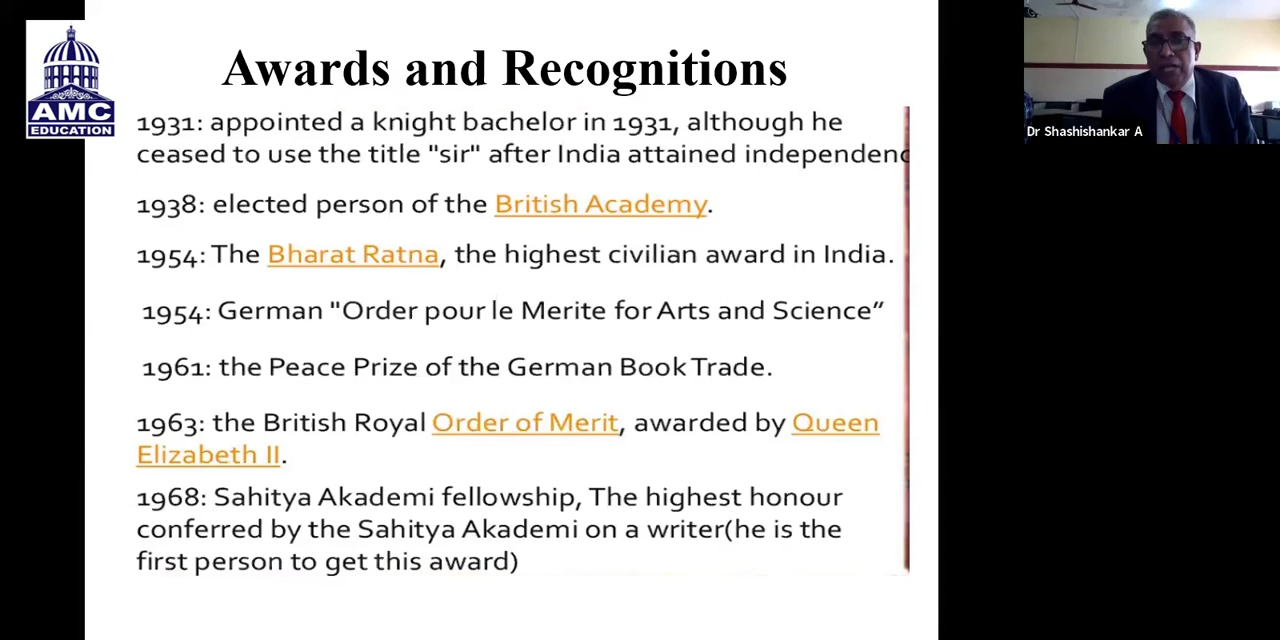 AMC
EDUCATION
Awards and Recognitions
1931: appointed a knight bachelor in 1931, although he
ceased to use the title "sir" after India attained independenc
1938: elected person of the British Academy.
1954: The Bharat Ratna, the highest civilian award in India.
1954: German "Order pour le Merite for Arts and Science”
1961: the Peace Prize of the German Book Trade.
1963: the British Royal Order of Merit, awarded by Queen
Elizabeth II.
1968: Sahitya Akademi fellowship, The highest honour
conferred by the Sahitya Akademi on a writer(he is the
first person to get this award)
Dr Shashishankar A